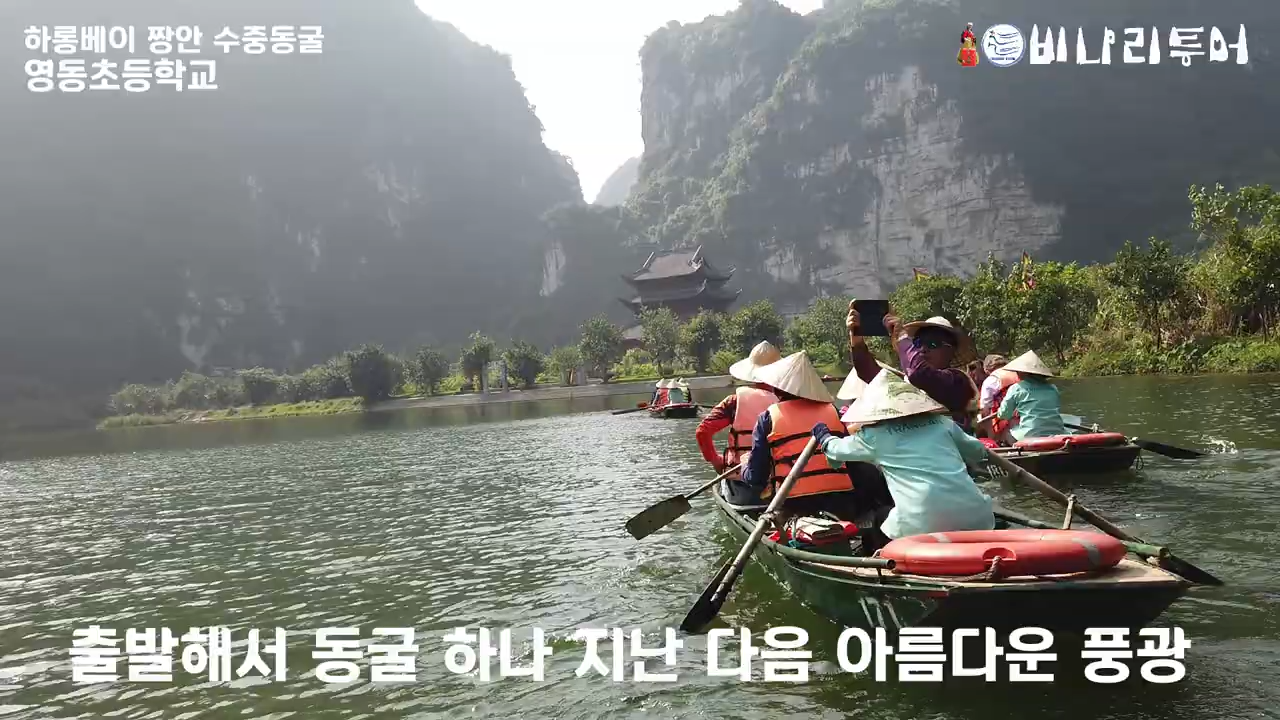 하롱베이 짱안 수중동굴
영동초등학교
비나리투어
출발해서 동굴 하나 지난 다음 아름다운 풍광